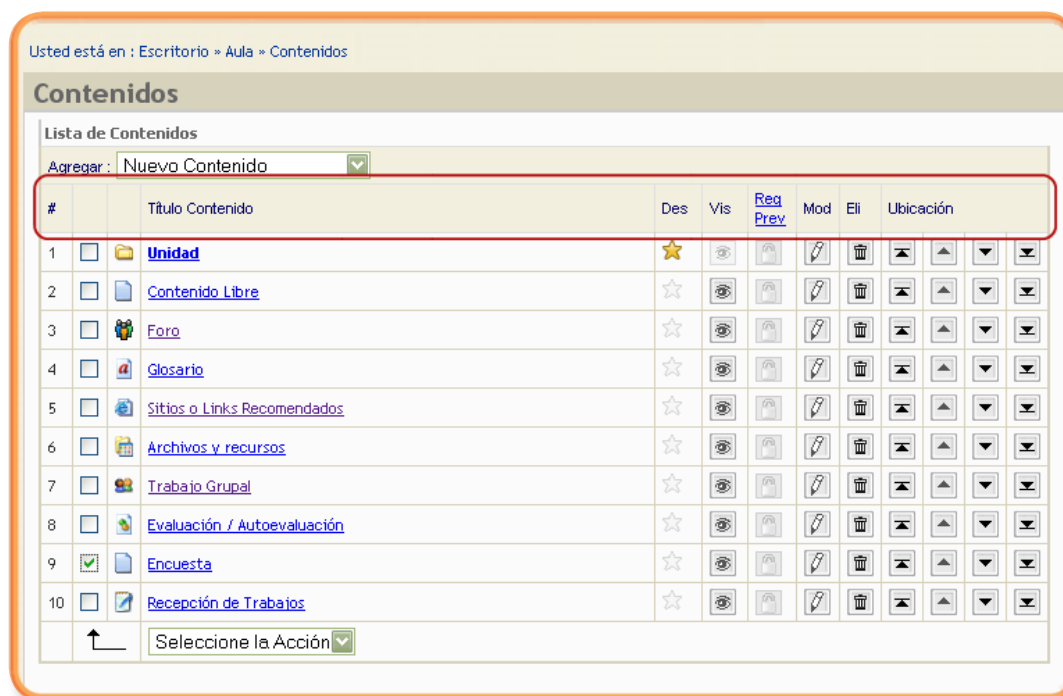 Usted está en : Escritorio » Aula » Contenidos
Contenidos
Lista de Contenidos
Agregar : Nuevo Contenido
# Título Contenido Des Vis Req Prev Mod Eli Ubicación
1 Unidad
2 Contenido Libre
3 Foro
4 Glosario
5 Sitios o Links Recomendados
6 Archivos y recursos
7 Trabajo Grupal
8 Evaluación / Autoevaluación
9 Encuesta
10 Recepción de Trabajos
Seleccione la Acción